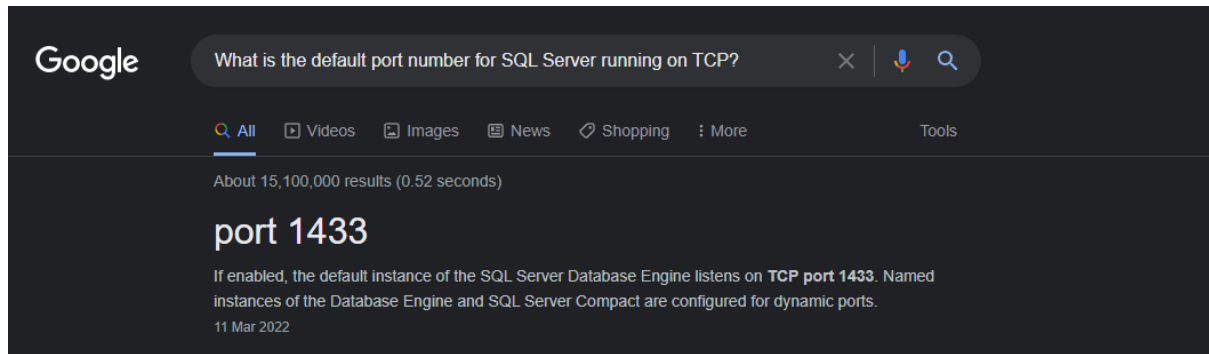 Google
What is the default port number for SQL Server running on TCP?
All Videos Images News Shopping More Tools
About 15,100,000 results (0.52 seconds)
port 1433
If enabled, the default instance of the SQL Server Database Engine listens on TCP port 1433. Named
instances of the Database Engine and SQL Server Compact are configured for dynamic ports.
11 Mar 2022